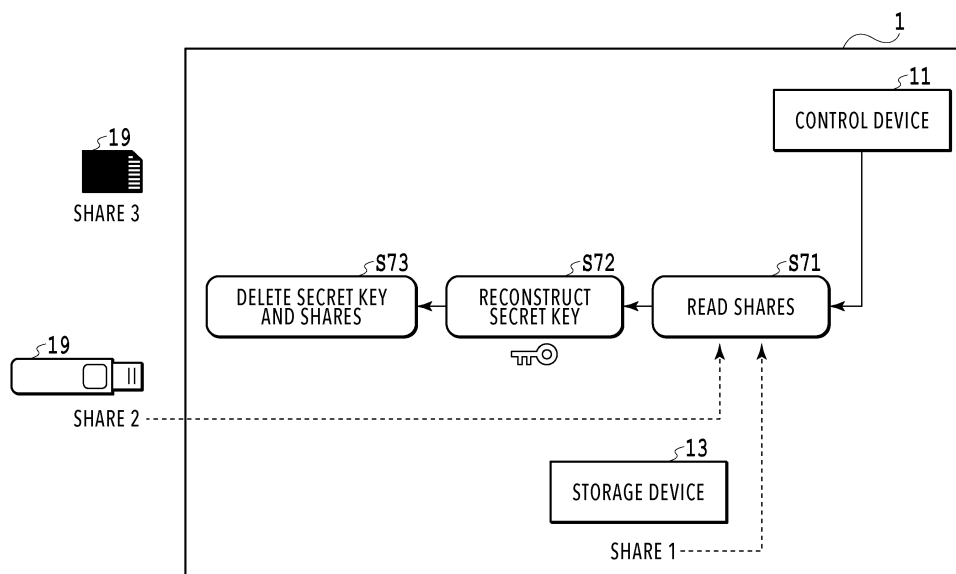 1
11
CONTROL DEVICE
19
SHARE 3
S73
S72
S71
DELETE SECRET KEY
AND SHARES
RECONSTRUCT
SECRET KEY
READ SHARES
19
SHARE 2
13
STORAGE DEVICE
SHARE 1